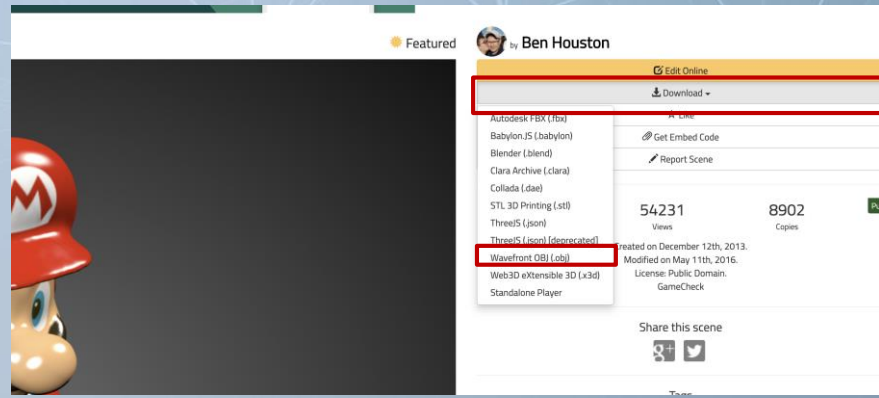 Featured
by Ben Houston
Edit Online
Download
Like
Autodesk FBX (.fbx)
Babylon.JS (.babylon)
Blender (.blend)
Clara Archive (.clara)
Collada (.dae)
STL 3D Printing (.stl)
ThreeJS (.json)
ThreeJS (.json) [deprecated]
Wavefront OBJ (.obj)
Web3D eXtensible 3D (.x3d)
Standalone Player
Get Embed Code
Report Scene
54231 8902
Views Copies
Created on December 12th, 2013.
Modified on May 11th, 2016.
License: Public Domain.
GameCheck
Share this scene
g+
Tags
M